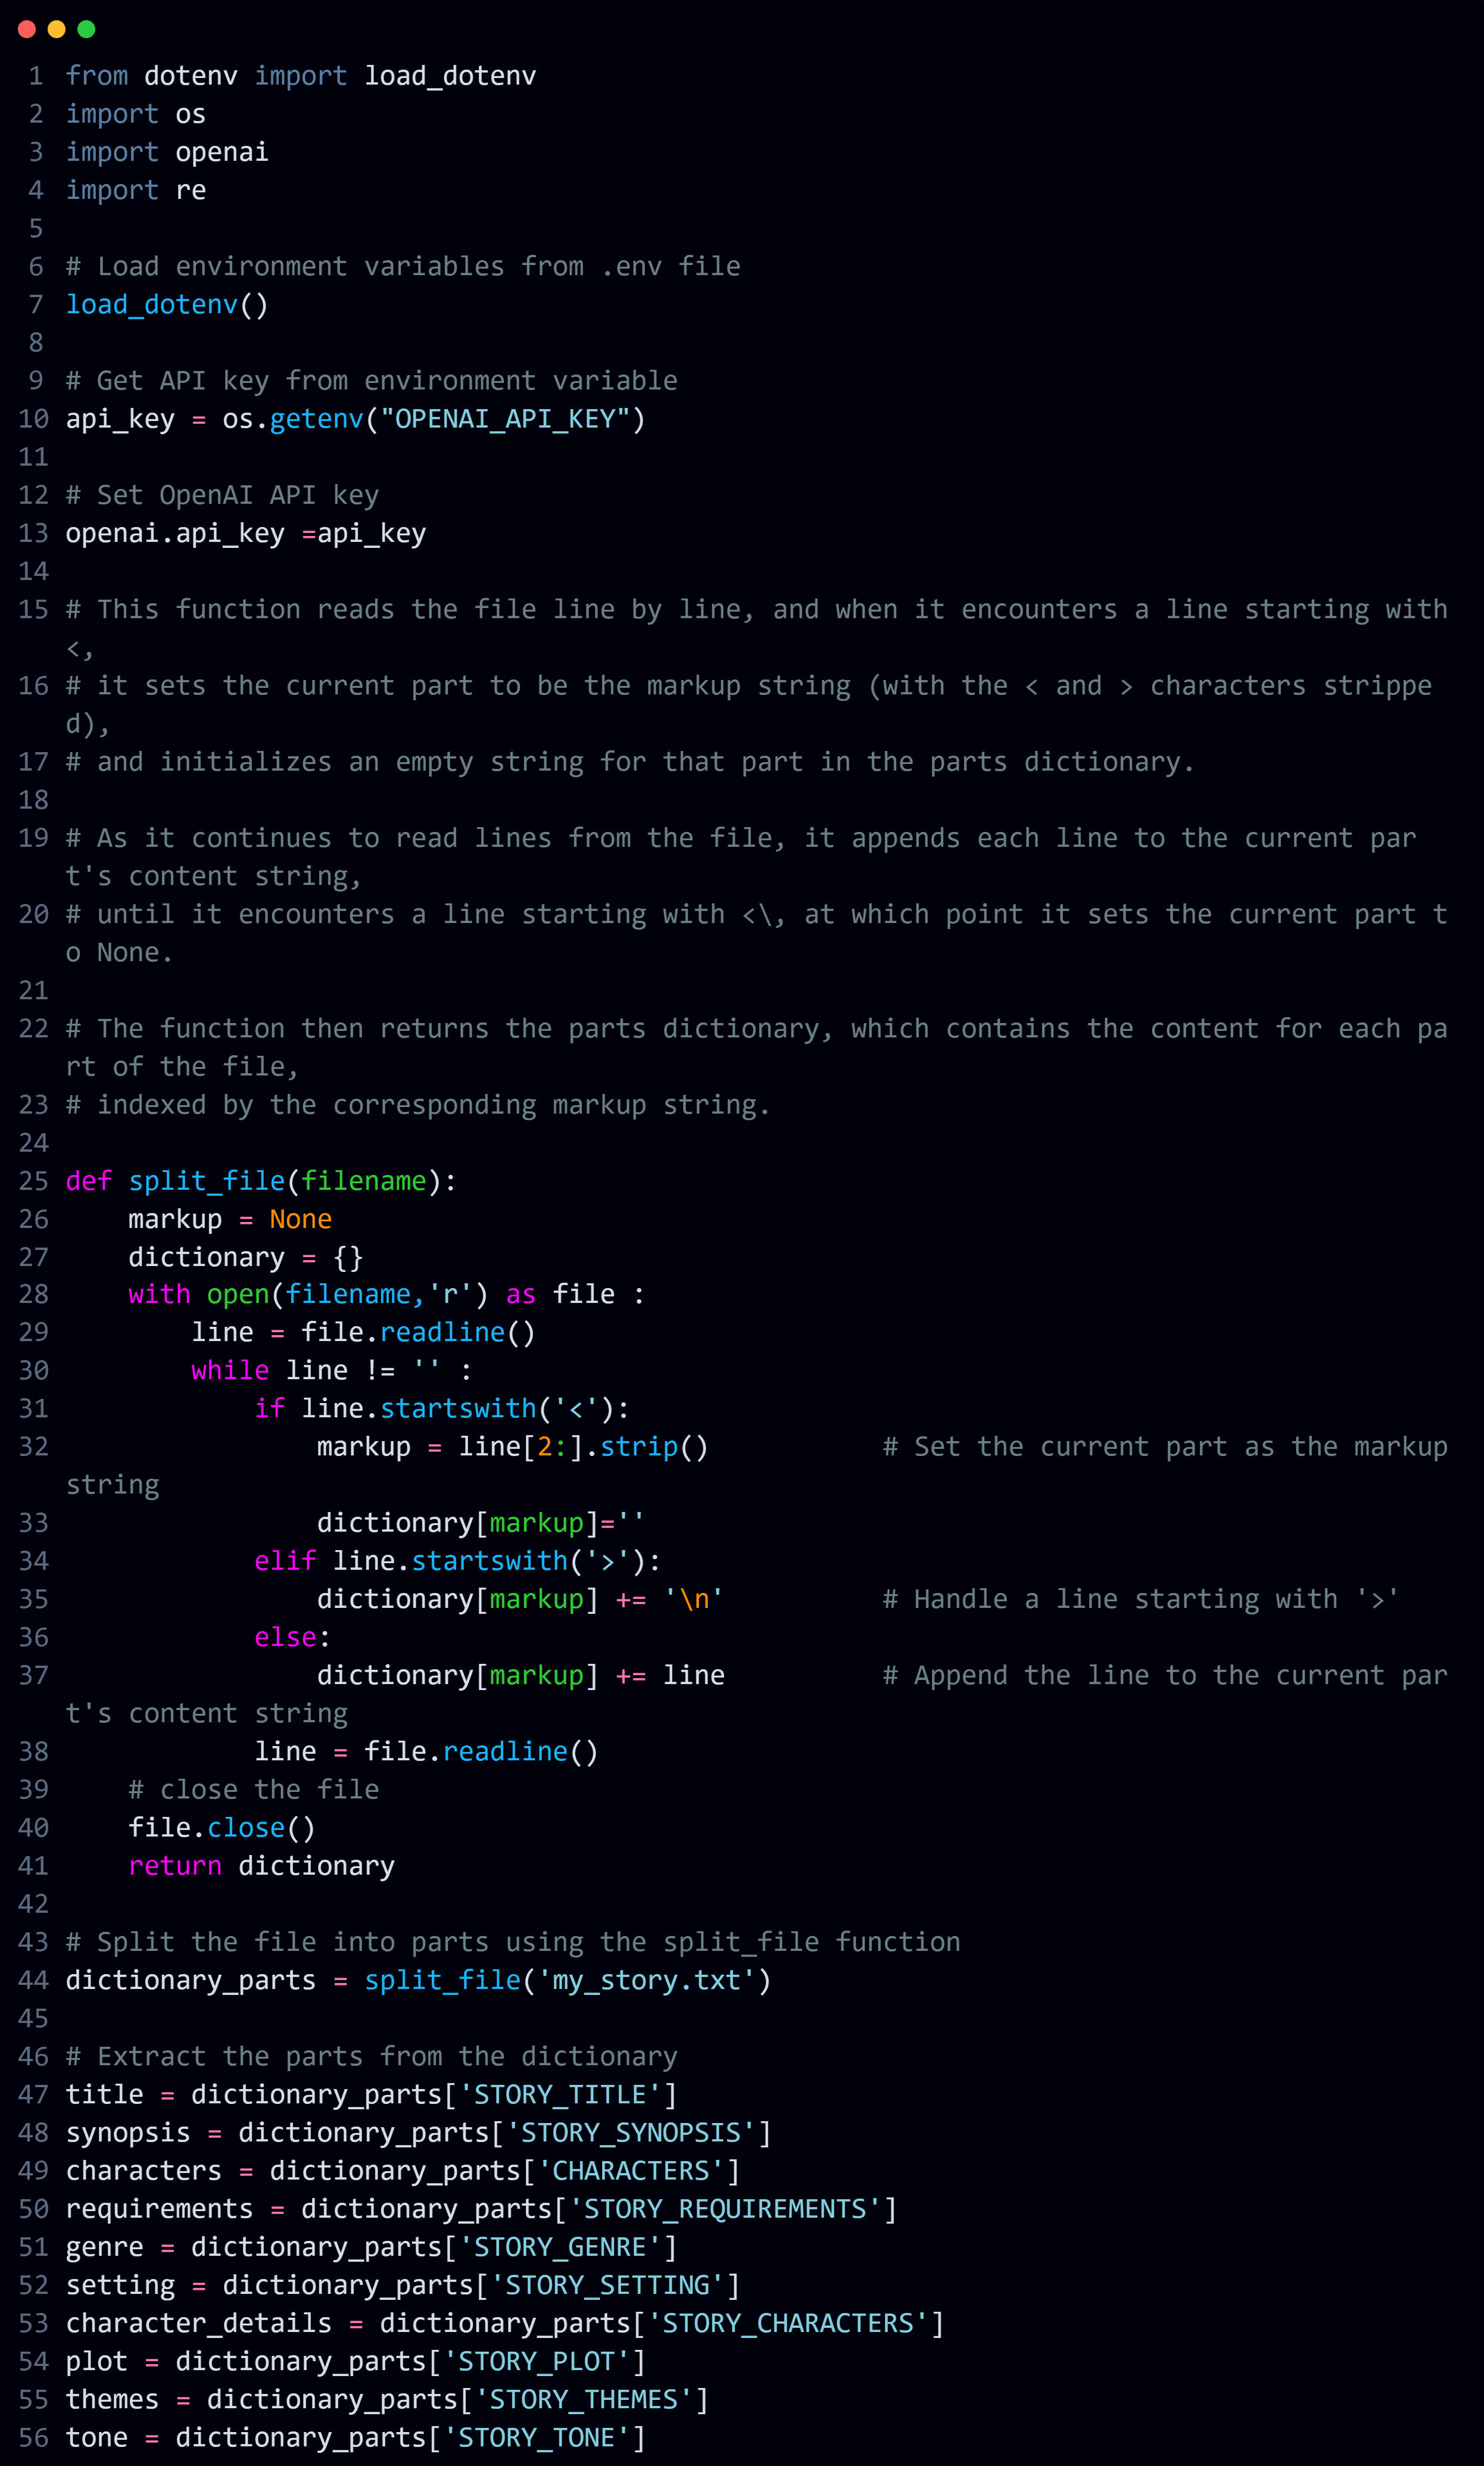 1 from dotenv import load_dotenv
2 import os
3 import openai
4 import re
5
6 # Load environment variables from .env file
7 load_dotenv()
8
9 # Get API key from environment variable
10 api_key = os.getenv("OPENAI_API_KEY")
11
12 # Set OpenAI API key
13 openai.api_key =api_key
14
15 # This function reads the file line by line, and when it encounters a line starting with
<,
16 # it sets the current part to be the markup string (with the < and > characters strippe
d),
17 # and initializes an empty string for that part in the parts dictionary.
18
19 # As it continues to read lines from the file, it appends each line to the current par
t's content string,
20 # until it encounters a line starting with <\, at which point it sets the current part t
o None.
21
22 # The function then returns the parts dictionary, which contains the content for each pa
rt of the file,
23 # indexed by the corresponding markup string.
24
25 def split_file(filename):
26     markup = None
27     dictionary = {}
28     with open(filename,'r') as file :
29         line = file.readline()
30         while line != '' :
31             if line.startswith('<'):
32                 markup = line[2:].strip()           # Set the current part as the markup
string
33                 dictionary[markup]=''
34             elif line.startswith('>'):
35                 dictionary[markup] += '\n'          # Handle a line starting with '>'
36             else:
37                 dictionary[markup] += line          # Append the line to the current par
t's content string
38             line = file.readline()
39     # close the file
40     file.close()
41     return dictionary
42
43 # Split the file into parts using the split_file function
44 dictionary_parts = split_file('my_story.txt')
45
46 # Extract the parts from the dictionary
47 title = dictionary_parts['STORY_TITLE']
48 synopsis = dictionary_parts['STORY_SYNOPSIS']
49 characters = dictionary_parts['CHARACTERS']
50 requirements = dictionary_parts['STORY_REQUIREMENTS']
51 genre = dictionary_parts['STORY_GENRE']
52 setting = dictionary_parts['STORY_SETTING']
53 character_details = dictionary_parts['STORY_CHARACTERS']
54 plot = dictionary_parts['STORY_PLOT']
55 themes = dictionary_parts['STORY_THEMES']
56 tone = dictionary_parts['STORY_TONE']